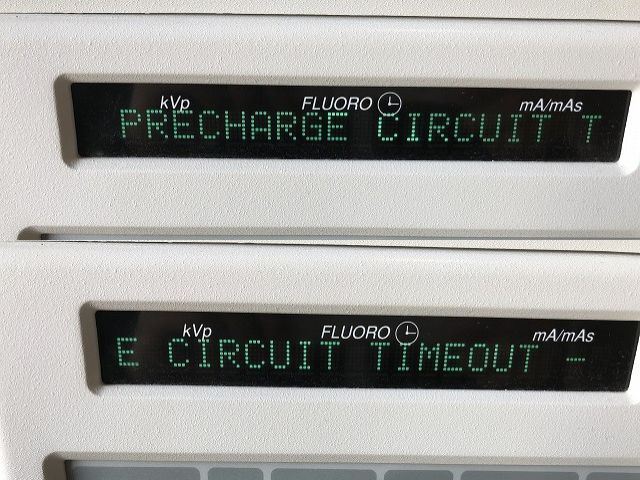 kVp FLUORO mA/mAs
PRECHARGE CIRCUIT T
kVp FLUORO mA/mAs
E CIRCUIT TIMEOUT -